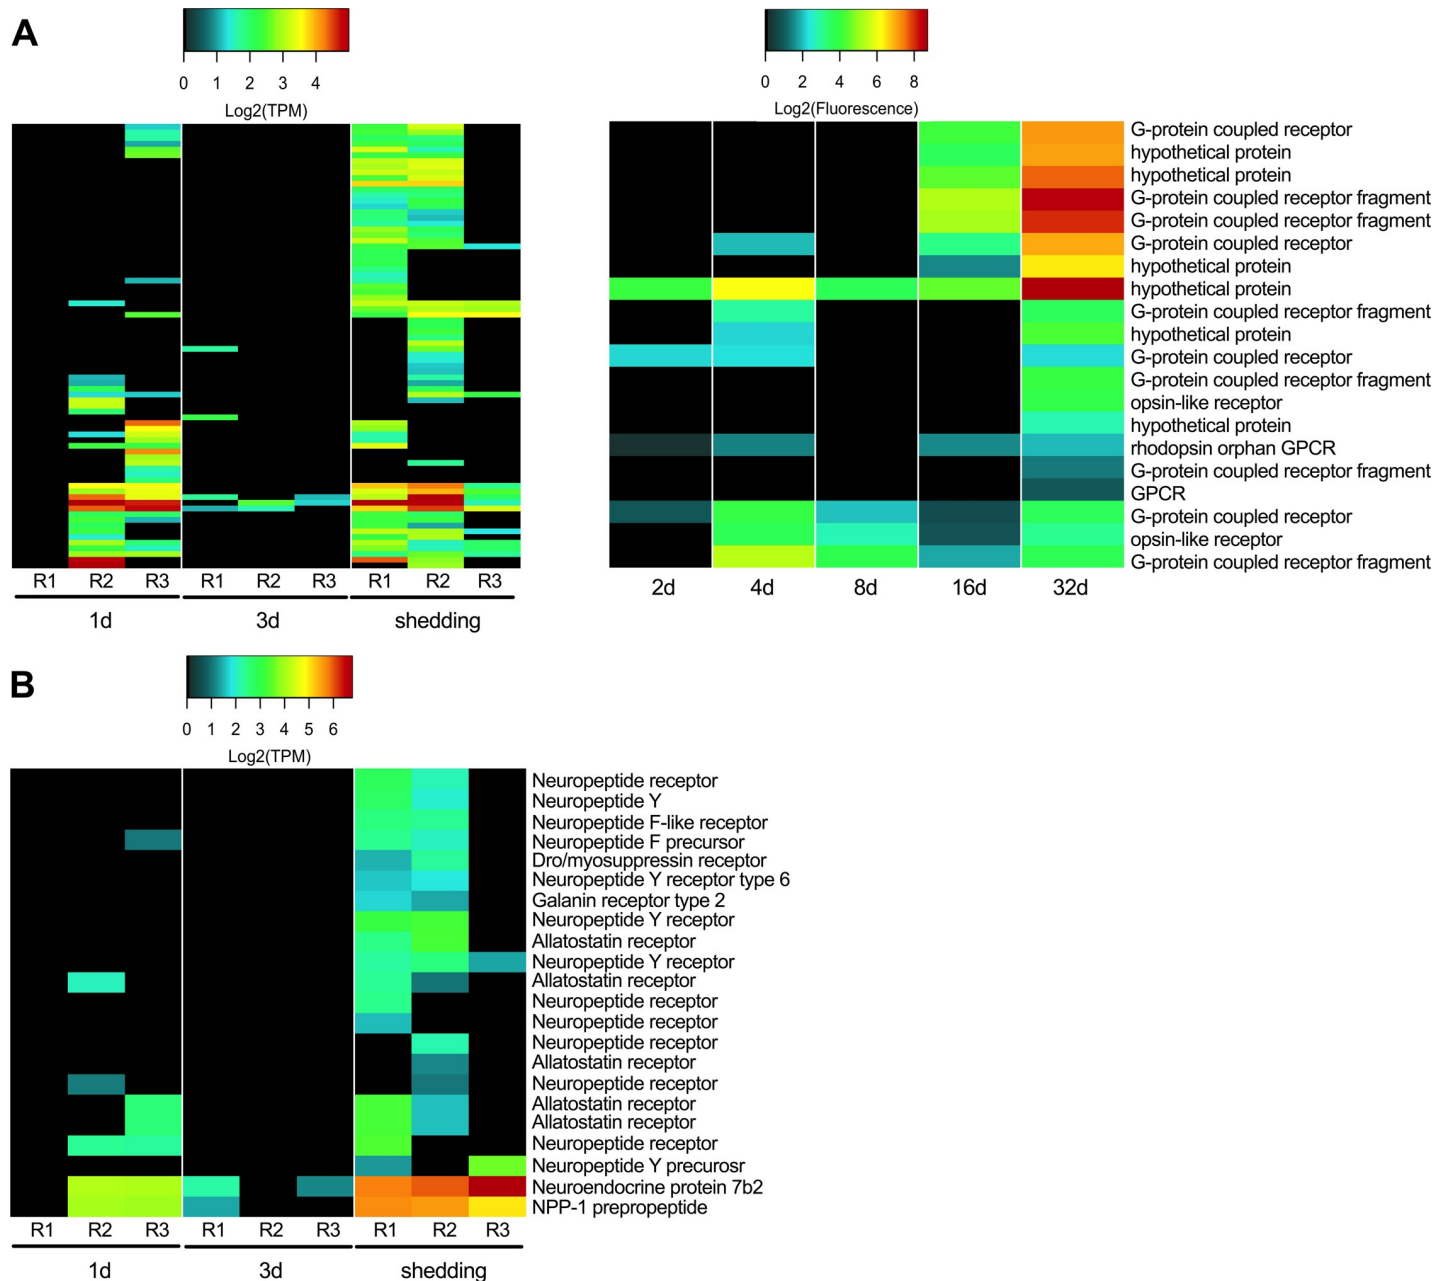 A
0 1 2 3 4
Log2(TPM)
0 2 4 6 8
Log2(Fluorescence)
G-protein coupled receptor
hypothetical protein
hypothetical protein
G-protein coupled receptor fragment
G-protein coupled receptor fragment
G-protein coupled receptor
hypothetical protein
hypothetical protein
G-protein coupled receptor fragment
hypothetical protein
G-protein coupled receptor
G-protein coupled receptor fragment
opsin-like receptor
hypothetical protein
rhodopsin orphan GPCR
G-protein coupled receptor fragment
GPCR
G-protein coupled receptor
opsin-like receptor
G-protein coupled receptor fragment
R1 R2 R3 R1 R2 R3 R1 R2 R3
1d 3d shedding
2d 4d 8d 16d 32d
B
0 1 2 3 4 5 6
Log2(TPM)
Neuropeptide receptor
Neuropeptide Y
Neuropeptide F-like receptor
Neuropeptide F precursor
Dro/myosuppressin receptor
Neuropeptide Y receptor type 6
Galanin receptor type 2
Neuropeptide Y receptor
Allatostatin receptor
Neuropeptide Y receptor
Allatostatin receptor
Neuropeptide receptor
Neuropeptide receptor
Neuropeptide receptor
Allatostatin receptor
Neuropeptide receptor
Allatostatin receptor
Allatostatin receptor
Neuropeptide receptor
Neuropeptide Y precurosr
Neuroendocrine protein 7b2
NPP-1 prepropeptide
R1 R2 R3 R1 R2 R3 R1 R2 R3
1d 3d shedding